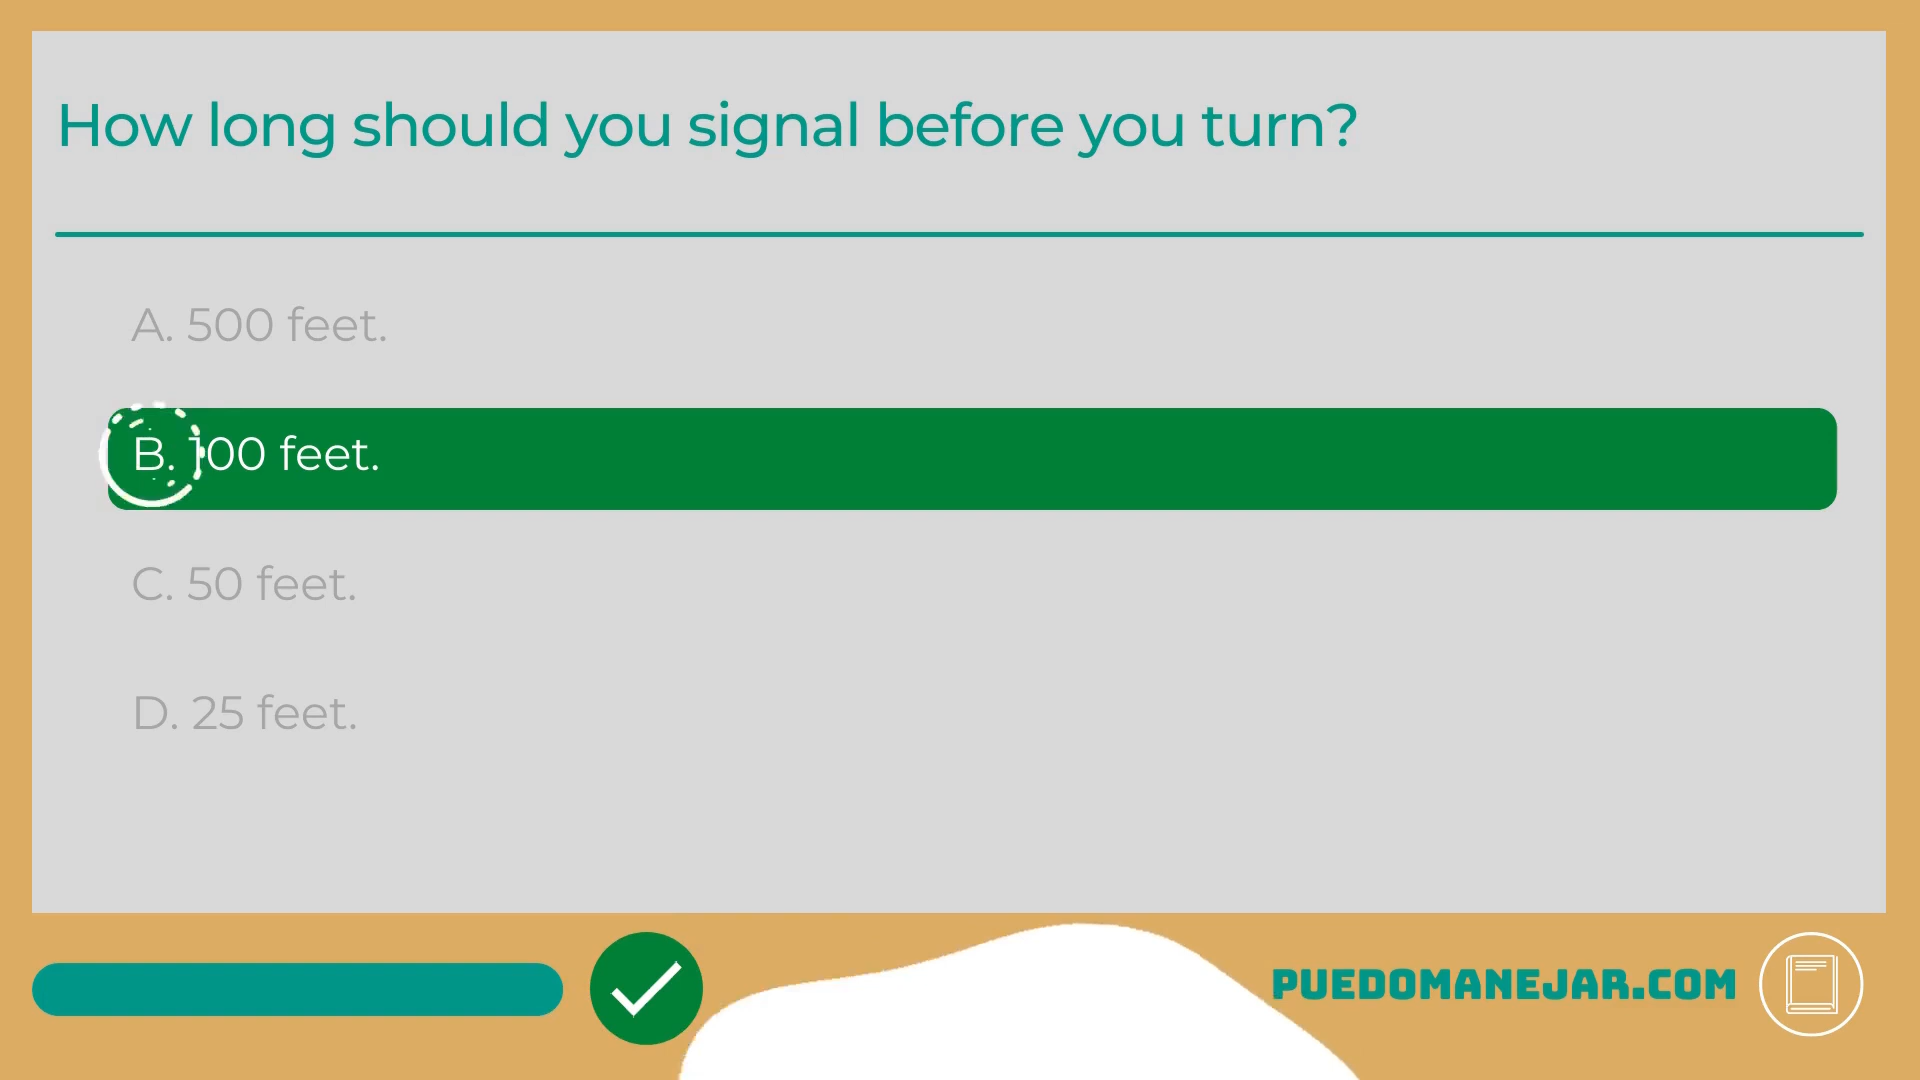 How long should you signal before you turn?
A. 500 feet.
B. 100 feet.
C. 50 feet.
D. 25 feet.
PUEDOMANEJAR.COM